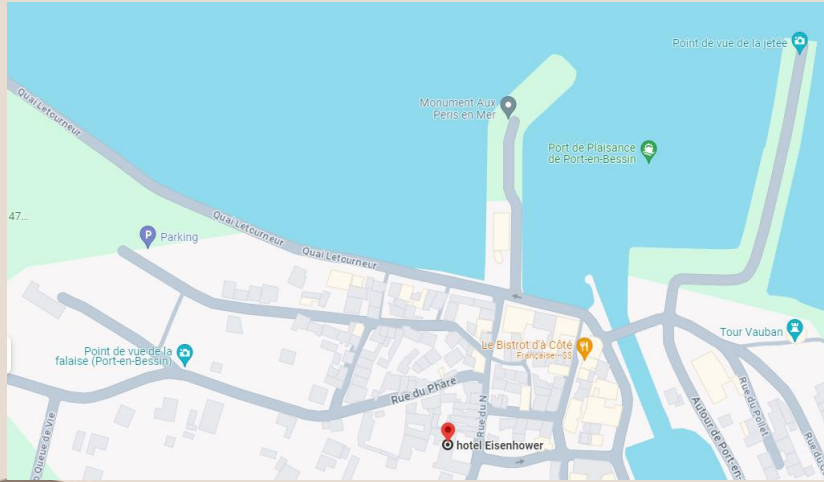 Point de vue de la jetée
Quai Letourneur
Monument Aux
Péris en Mer
Port de Plaisance
de Port-en-Bessin
47...
Quai Letourneur
Parking
Quai Letourneur
Tour Vauban
Le Bistrot d'à Côté
Française · $$
Point de vue de la
falaise (Port-en-Bessin)
Rue du Phare
Rue du N
Rue du Pollet
Autour de Port-en-
hotel Eisenhower
Queue de Vie
Rue du